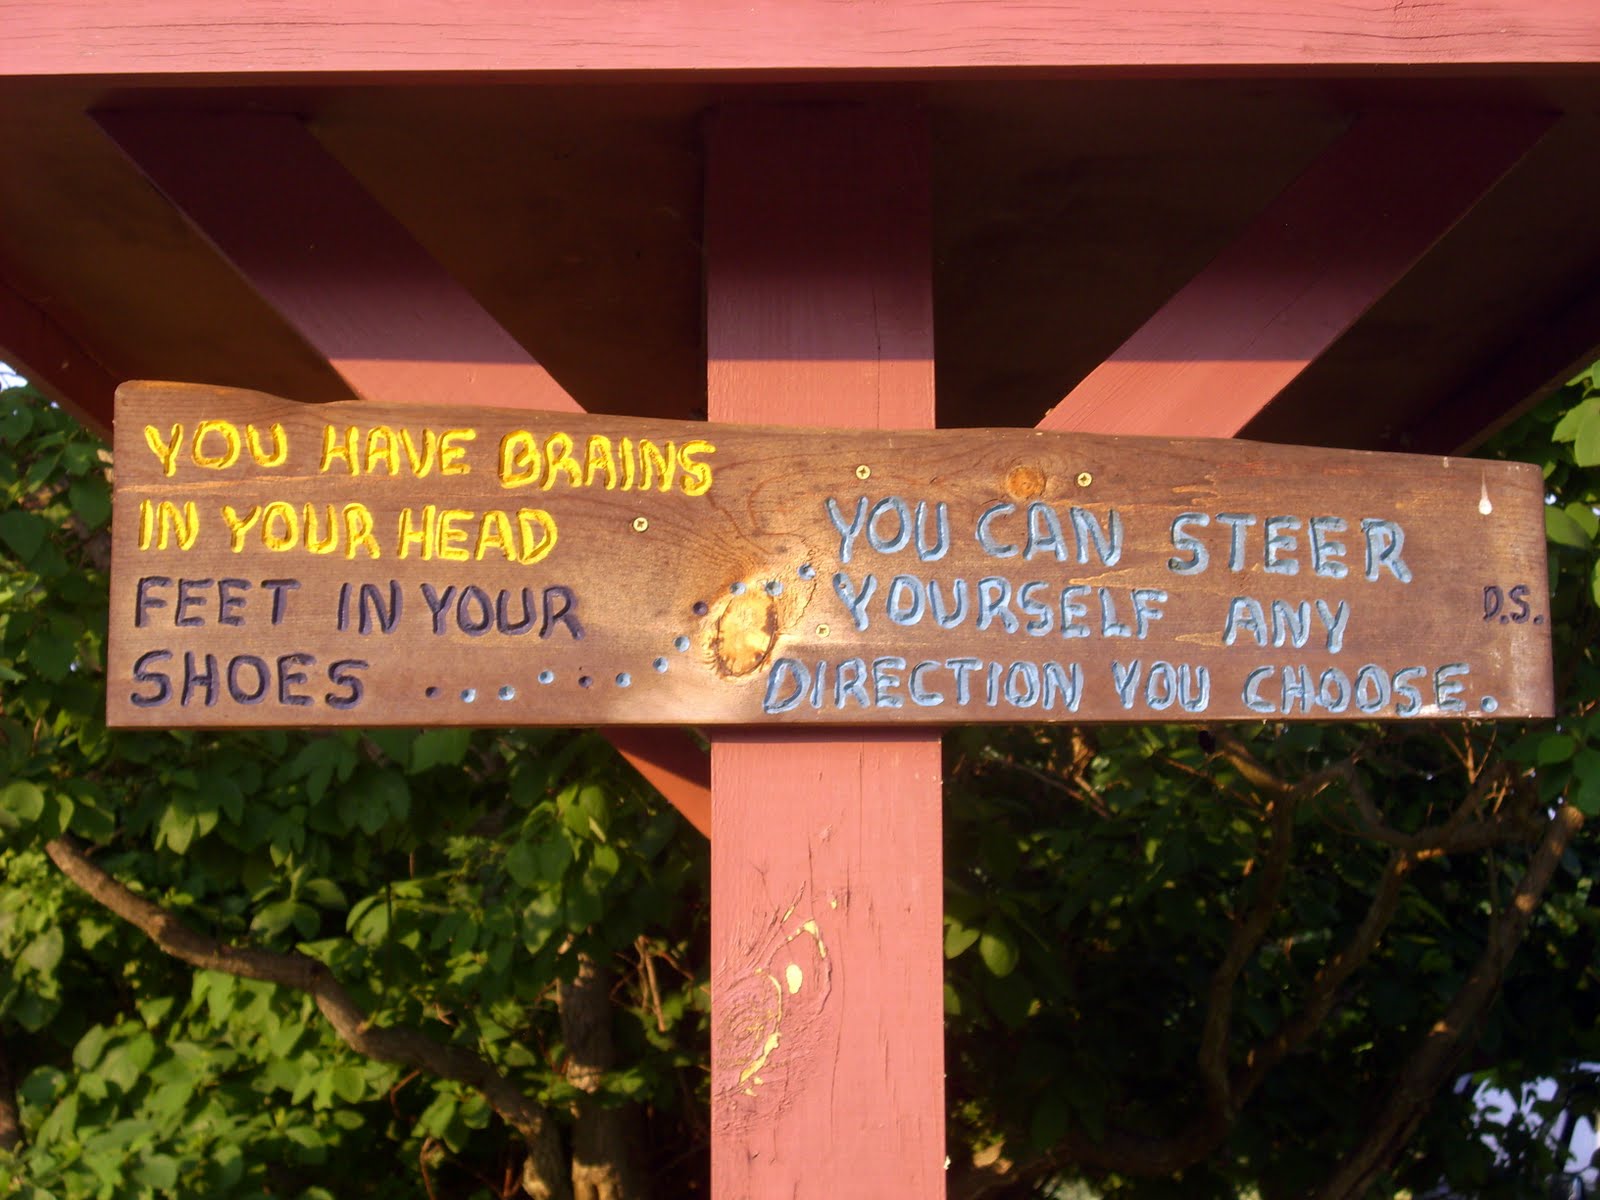 YOU HAVE BRAINS
IN YOUR HEAD
FEET IN YOUR
SHOES ...........
YOU CAN STEER
YOURSELF ANY
DIRECTION YOU CHOOSE.
D.S.